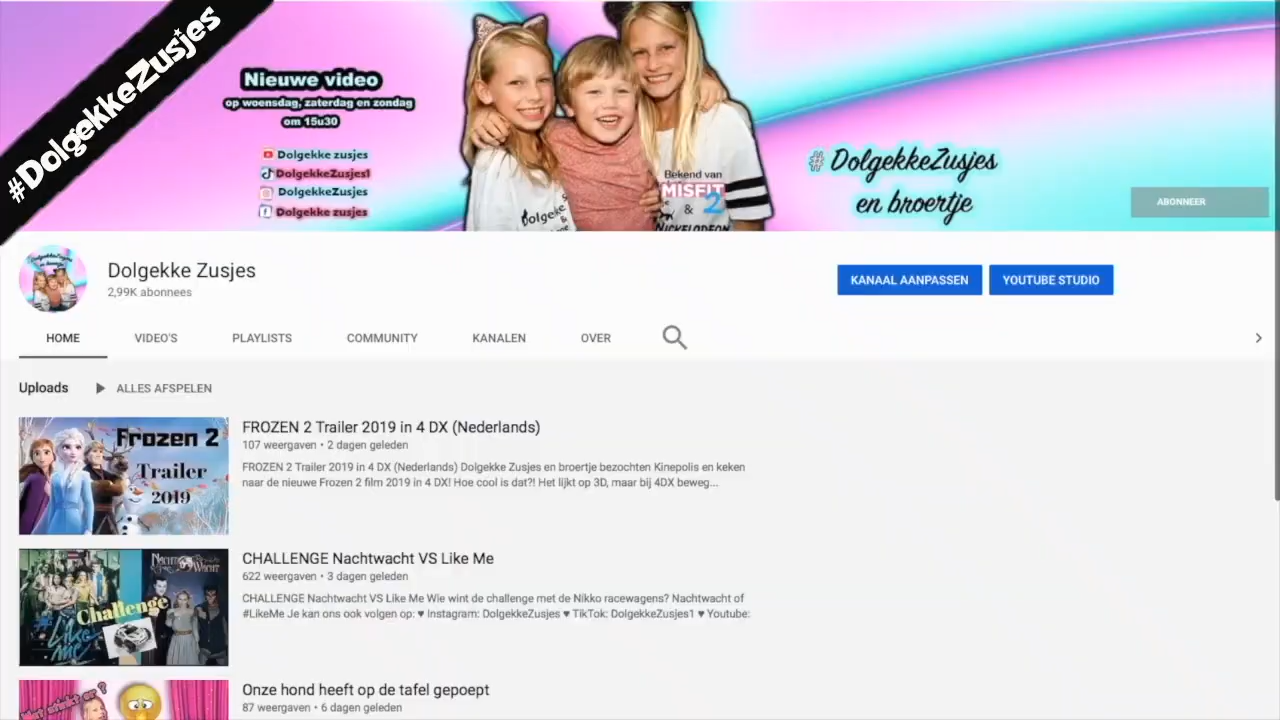 #DolgekkeZusjes
Nieuwe video
op woensdag, zaterdag en zondag
om 15u30
Dolgekke zusjes
DolgekkeZusjes1
DolgekkeZusjes
Dolgekke zusjes
Dolgekke
&
Bekend van
MISFIT
& 2
NICKELODEON
# DolgekkeZusjes
en broertje
ABONNEER
Dolgekke Zusjes
2,99K abonnees
KANAAL AANPASSEN
YOUTUBE STUDIO
HOME
VIDEO'S
PLAYLISTS
COMMUNITY
KANALEN
OVER
Uploads
ALLES AFSPELEN
Frozen 2
Trailer
2019
FROZEN 2 Trailer 2019 in 4 DX (Nederlands)
107 weergaven • 2 dagen geleden
FROZEN 2 Trailer 2019 in 4 DX (Nederlands) Dolgekke Zusjes en broertje bezochten Kinepolis en keken
naar de nieuwe Frozen 2 film 2019 in 4 DX! Hoe cool is dat?! Het lijkt op 3D, maar bij 4DX beweg...
Nacht
Wacht
Challenge
#Like
me
CHALLENGE Nachtwacht VS Like Me
622 weergaven • 3 dagen geleden
CHALLENGE Nachtwacht VS Like Me Wie wint de challenge met de Nikko racewagens? Nachtwacht of
#LikeMe Je kan ons ook volgen op: ♥ Instagram: DolgekkeZusjes ♥ TikTok: DolgekkeZusjes1 ♥ Youtube:
Wat stinkt er ?
Onze hond heeft op de tafel gepoept
87 weergaven • 6 dagen geleden